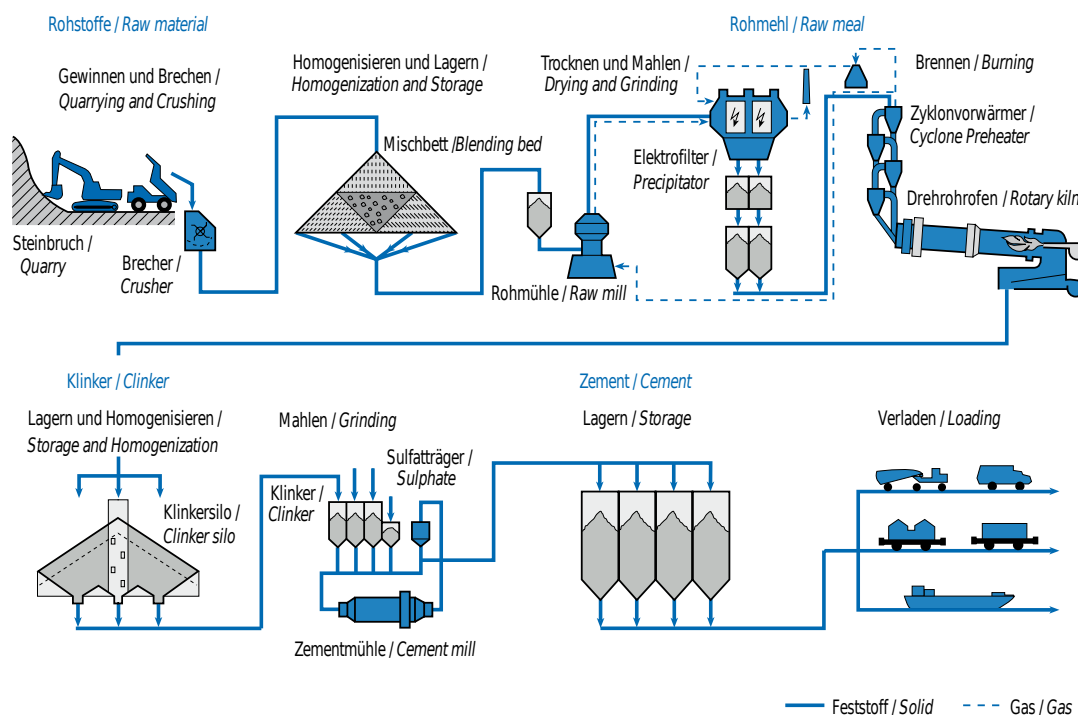 Rohstoffe / Raw material
Rohmehl / Raw meal
Gewinnen und Brechen /
Quarrying and Crushing
Homogenisieren und Lagern /
Homogenization and Storage
Trocknen und Mahlen /
Drying and Grinding
Brennen / Burning
Mischbett /Blending bed
Elektrofilter /
Precipitator
Zyklonvorwärmer /
Cyclone Preheater
Drehrohrofen / Rotary kiln
Steinbruch /
Quarry
Brecher /
Crusher
Rohmühle / Raw mill
Klinker / Clinker
Zement / Cement
Lagern und Homogenisieren /
Storage and Homogenization
Mahlen / Grinding
Lagern / Storage
Verladen / Loading
Sulfatträger /
Sulphate
Klinker /
Clinker
Klinkersilo /
Clinker silo
Zementmühle / Cement mill
Feststoff / Solid
Gas / Gas